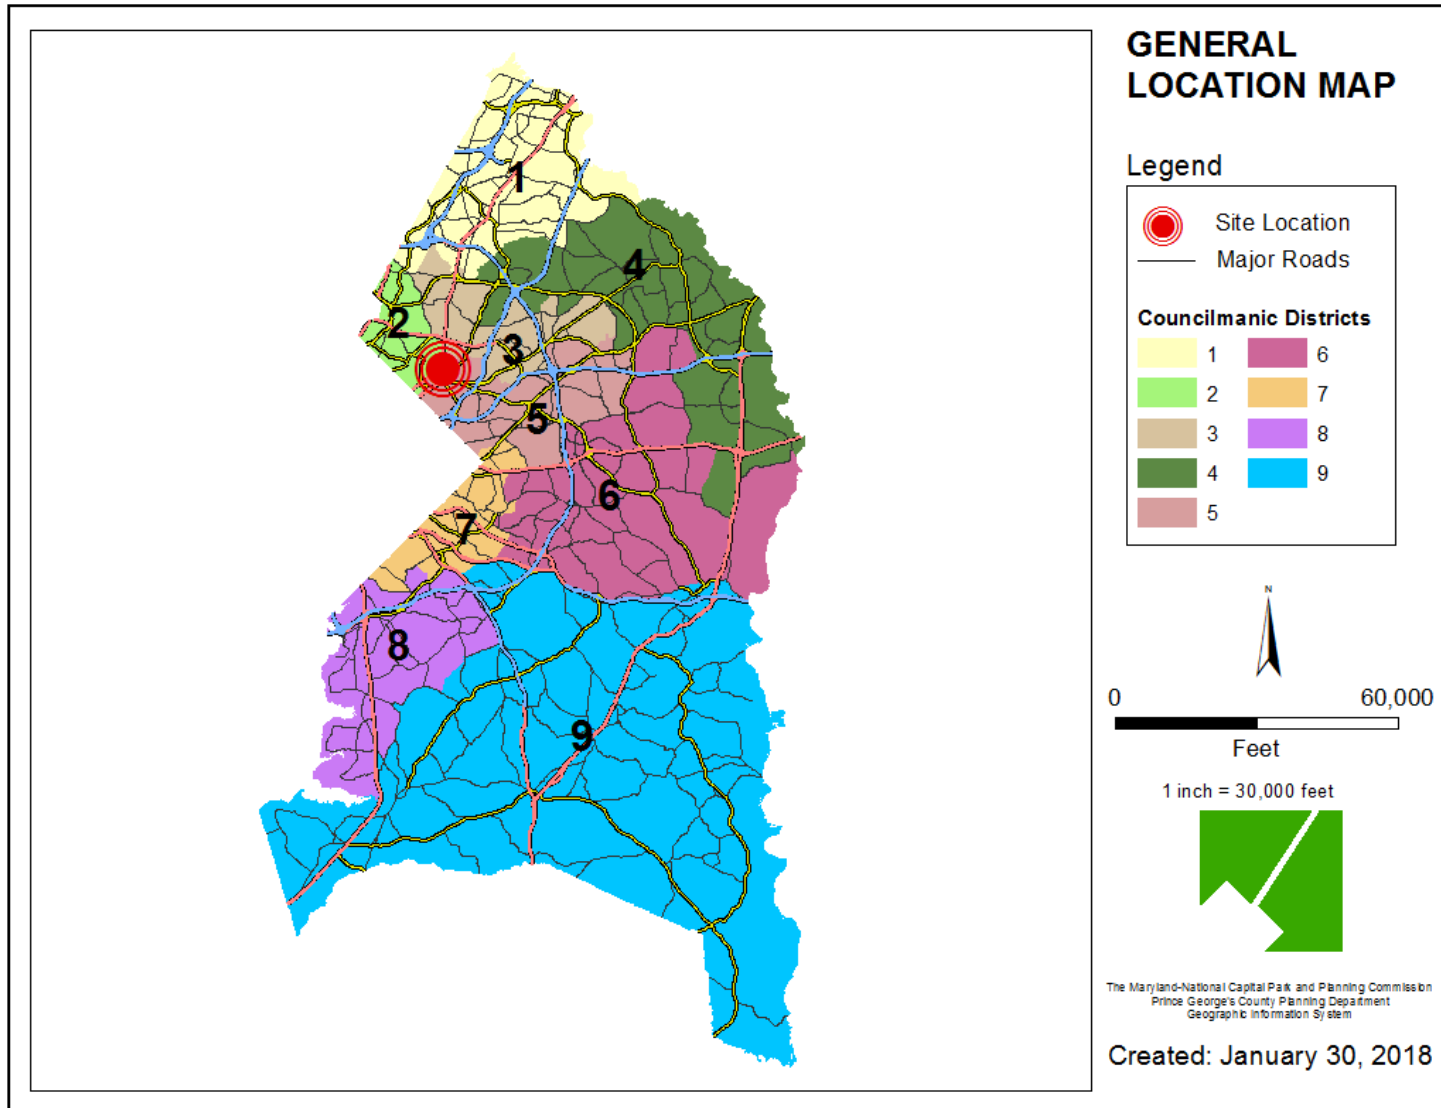 GENERAL
LOCATION MAP
Legend
Site Location
Major Roads
Councilmanic Districts
1 6
2 7
3 8
4 9
5
N
0 60,000
Feet
1 inch = 30,000 feet
The Maryland-National Capital Park and Planning Commission
Prince George's County Planning Department
Geographic Information System
Created: January 30, 2018
1
4
2
3
5
6
7
8
9